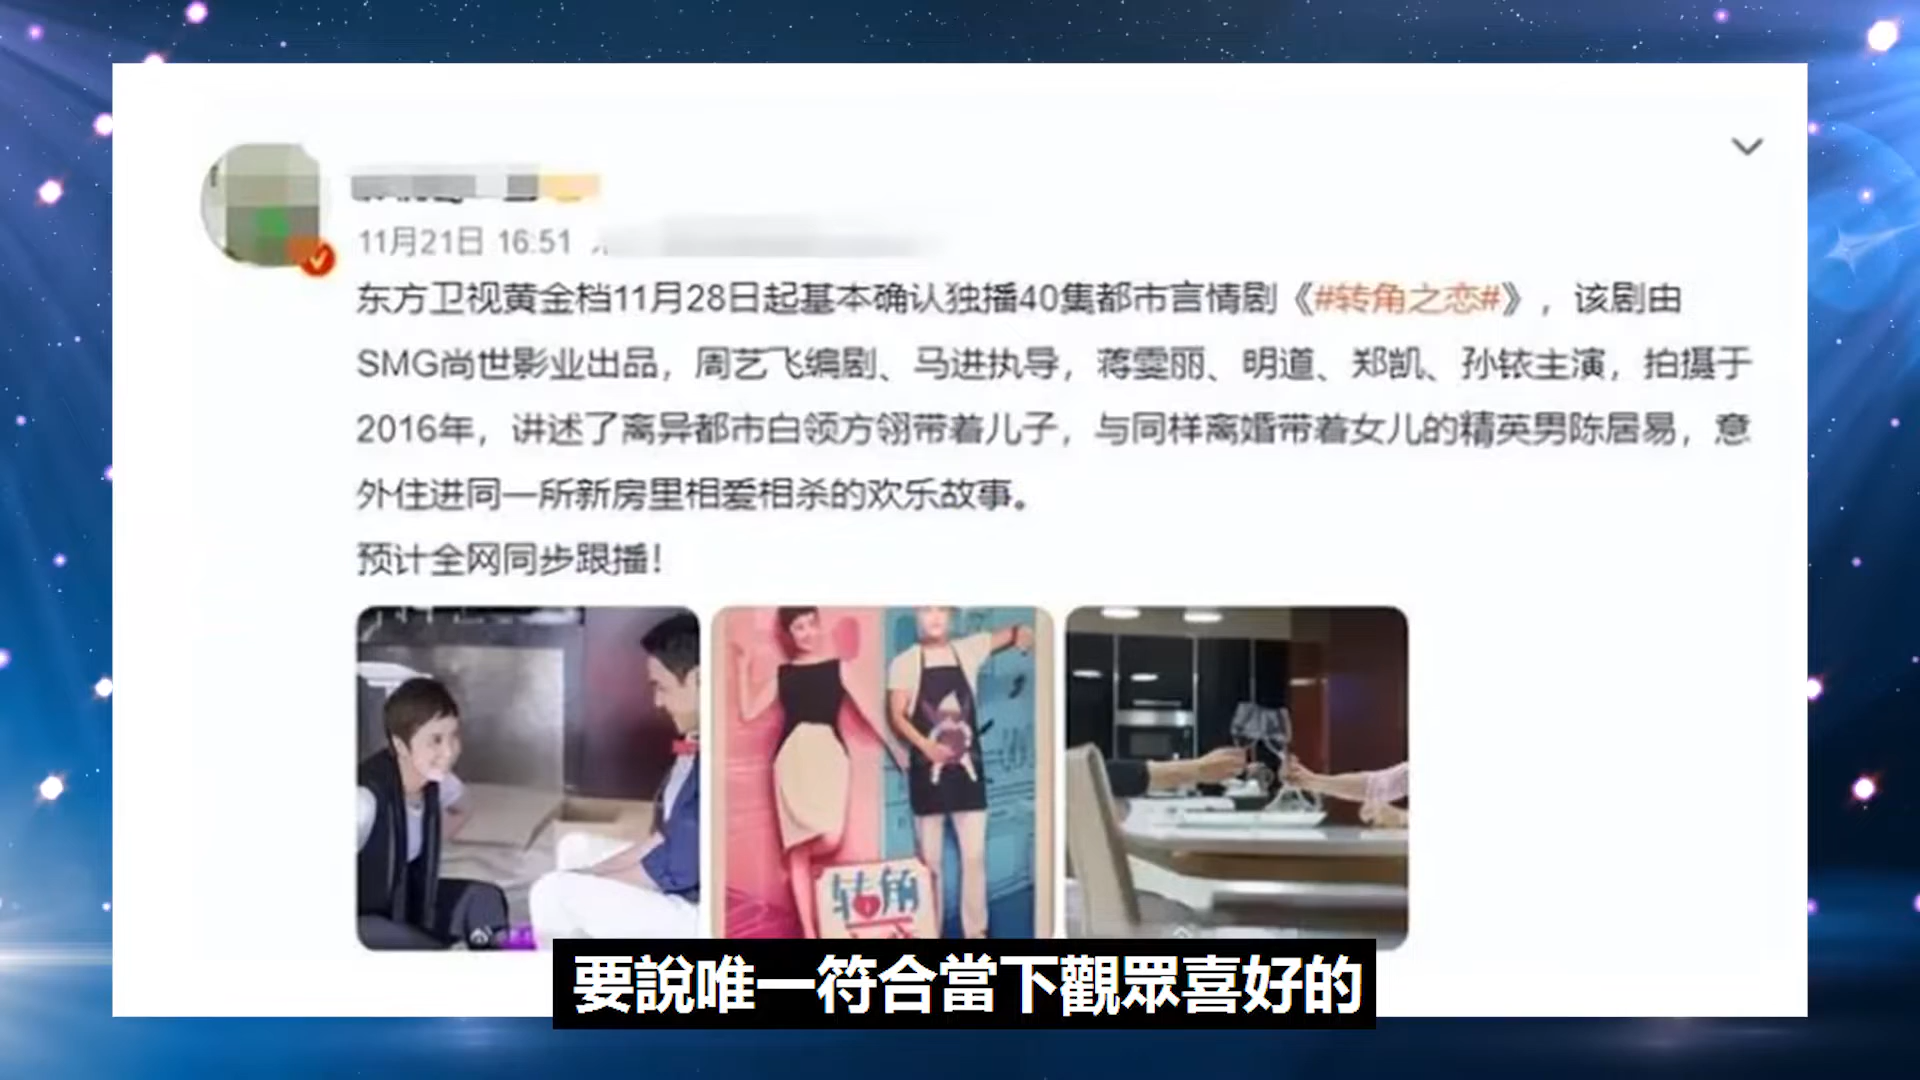 11月21日 16:51
东方卫视黄金档11月28日起基本确认独播40集都市言情剧《#转角之恋#》，该剧由
SMG尚世影业出品，周艺飞编剧、马进执导，蒋雯丽、明道、郑凯、孙铱主演，拍摄于
2016年，讲述了离异都市白领方翎带着儿子，与同样离婚带着女儿的精英男陈居易，意
外住进同一所新房里相爱相杀的欢乐故事。
预计全网同步跟播！
转角
要說唯一符合當下觀眾喜好的